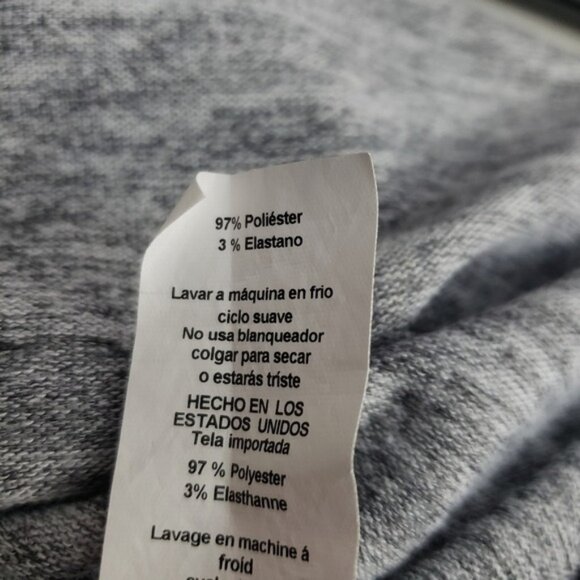 97% Poliéster
3 % Elastano
Lavar a máquina en frio
ciclo suave
No usa blanqueador
colgar para secar
o estarás triste
HECHO EN LOS
ESTADOS UNIDOS
Tela importada
97 % Polyester
3% Elasthanne
Lavage en machine á
froid